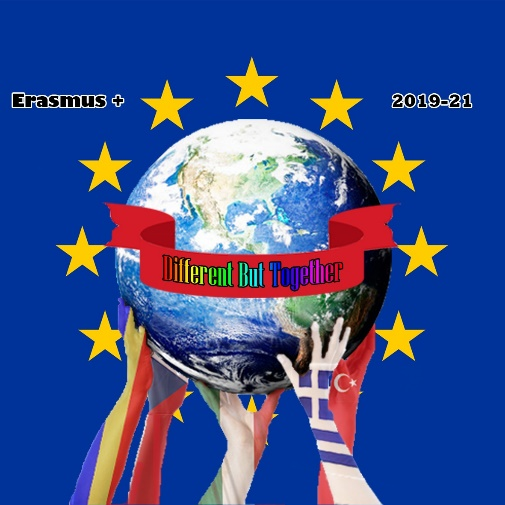 Erasmus +
2019-21
Different But Together